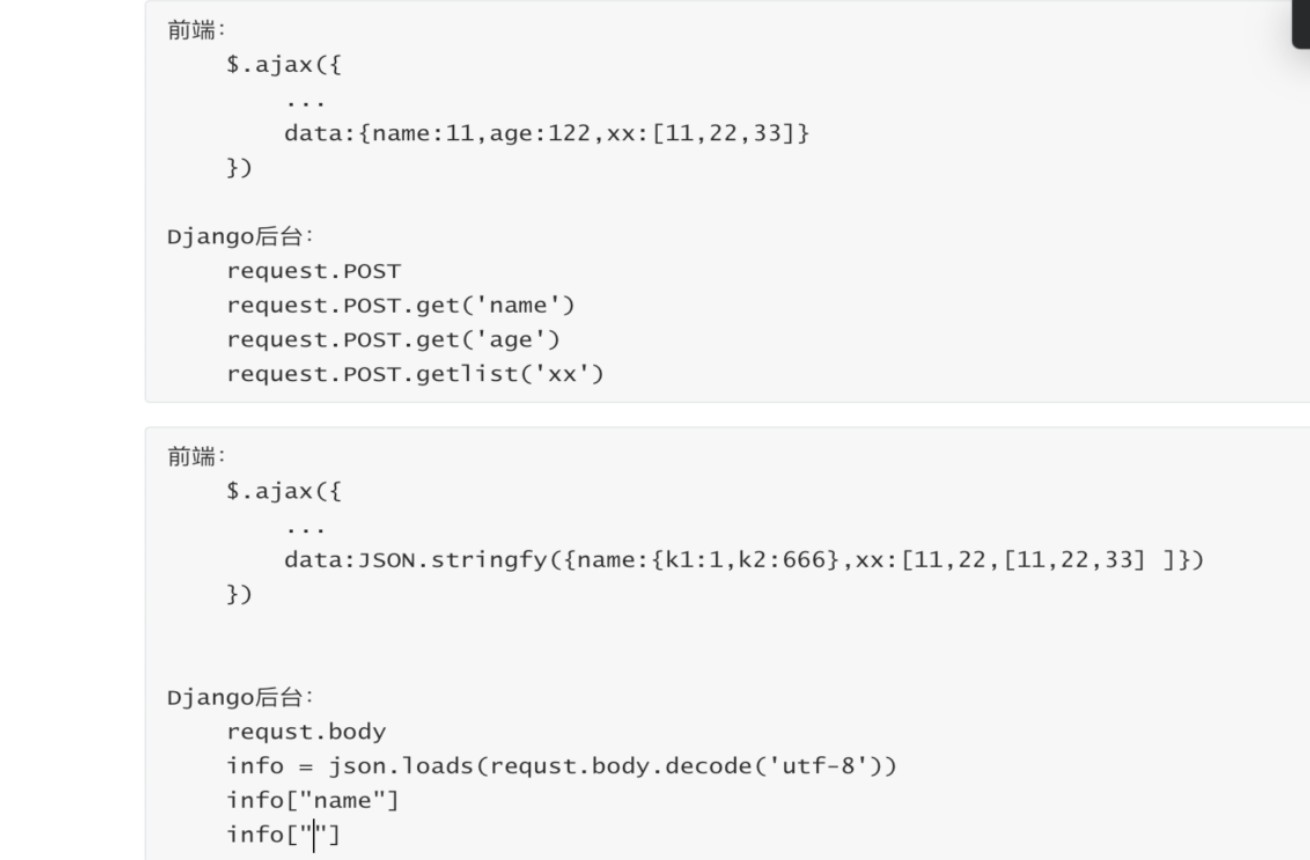 前端：
$.ajax({
...
data:{name:11,age:122,xx:[11,22,33]}
})
Django后台：
request.POST
request.POST.get('name')
request.POST.get('age')
request.POST.getlist('xx')
前端：
$.ajax({
...
data:JSON.stringfy({name:{k1:1,k2:666},xx:[11,22,[11,22,33] ]})
})
Django后台：
requst.body
info = json.loads(requst.body.decode('utf-8'))
info["name"]
info[""]